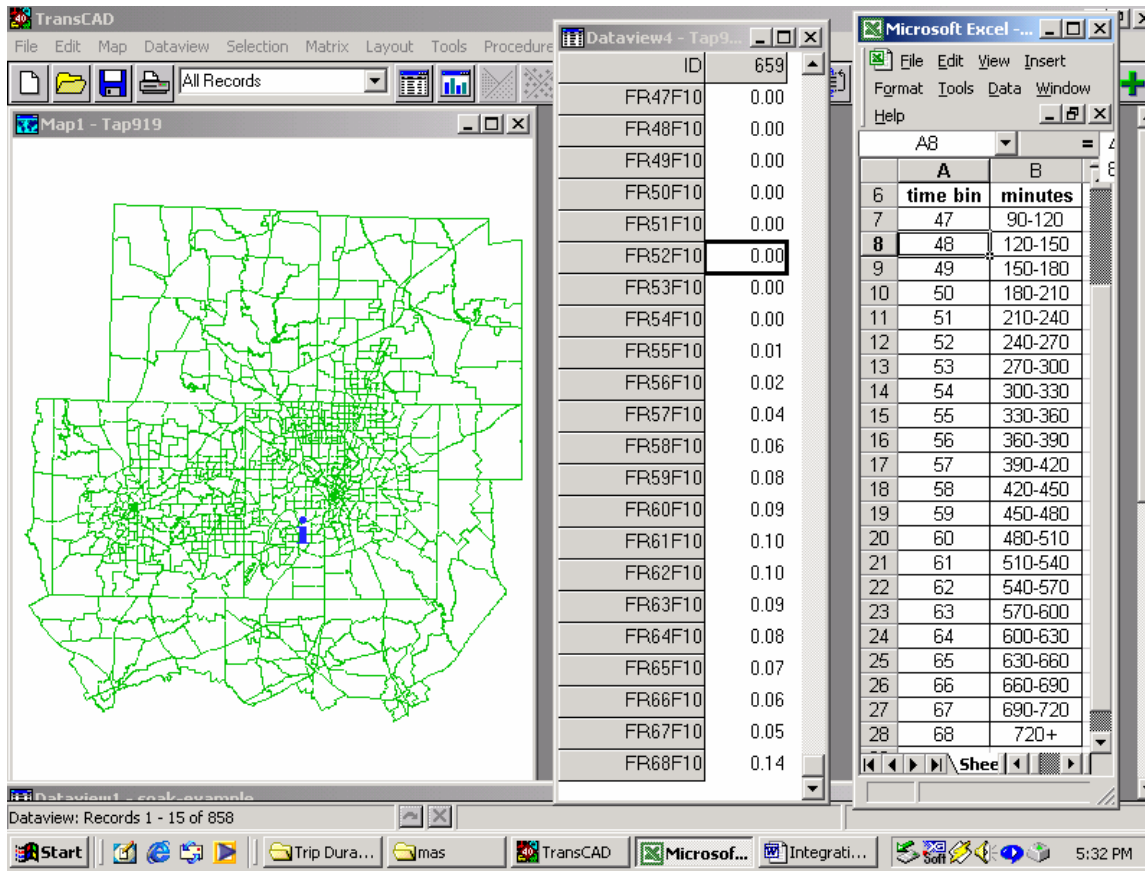 TransCAD
File Edit Map Dataview Selection Matrix Layout Tools Procedure
All Records
Map1 - Tap919
Dataview4 - Tap9...
ID 659
FR47F10 0.00
FR48F10 0.00
FR49F10 0.00
FR50F10 0.00
FR51F10 0.00
FR52F10 0.00
FR53F10 0.00
FR54F10 0.00
FR55F10 0.01
FR56F10 0.02
FR57F10 0.04
FR58F10 0.06
FR59F10 0.08
FR60F10 0.09
FR61F10 0.10
FR62F10 0.10
FR63F10 0.09
FR64F10 0.08
FR65F10 0.07
FR66F10 0.06
FR67F10 0.05
FR68F10 0.14
Microsoft Excel -...
File Edit View Insert
Format Tools Data Window
Help
A8 =
A B
6 time bin minutes
7 47 90-120
8 48 120-150
9 49 150-180
10 50 180-210
11 51 210-240
12 52 240-270
13 53 270-300
14 54 300-330
15 55 330-360
16 56 360-390
17 57 390-420
18 58 420-450
19 59 450-480
20 60 480-510
21 61 510-540
22 62 540-570
23 63 570-600
24 64 600-630
25 65 630-660
26 66 660-690
27 67 690-720
28 68 720+
Shee
Dataview1 - soak-example
Dataview: Records 1 - 15 of 858
Start Trip Dura... mas TransCAD Microsof... Integrati... Soft 5:32 PM